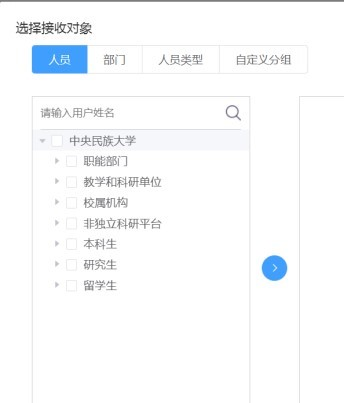 选择接收对象
人员 部门 人员类型 自定义分组
请输入用户姓名
中央民族大学
职能部门
教学和科研单位
校属机构
非独立科研平台
本科生
研究生
留学生